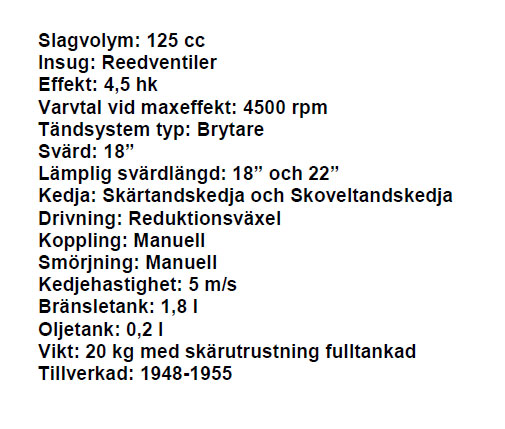 Slagvolym: 125 cc
Insug: Reedventiler
Effekt: 4,5 hk
Varvtal vid maxeffekt: 4500 rpm
Tändsystem typ: Brytare
Svärd: 18”
Lämplig svärdlängd: 18” och 22”
Kedja: Skärtandskedja och Skoveltandskedja
Drivning: Reduktionsväxel
Koppling: Manuell
Smörjning: Manuell
Kedjehastighet: 5 m/s
Bränsletank: 1,8 l
Oljetank: 0,2 l
Vikt: 20 kg med skärutrustning fulltankad
Tillverkad: 1948-1955